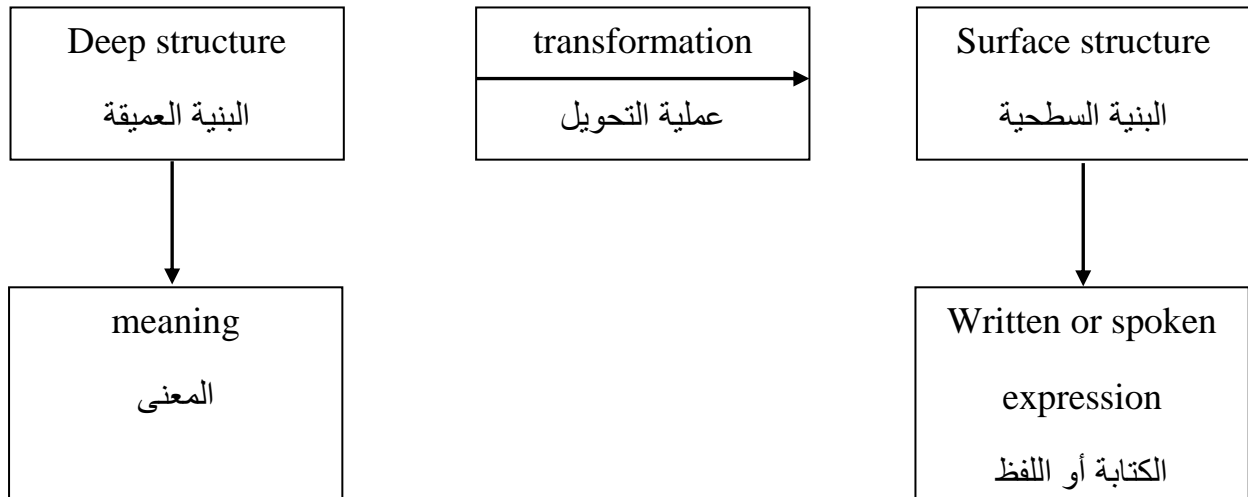 Deep structure
البنية العميقة
transformation
عملية التحويل
Surface structure
البنية السطحية
meaning
المعنى
Written or spoken
expression
الكتابة أو اللفظ